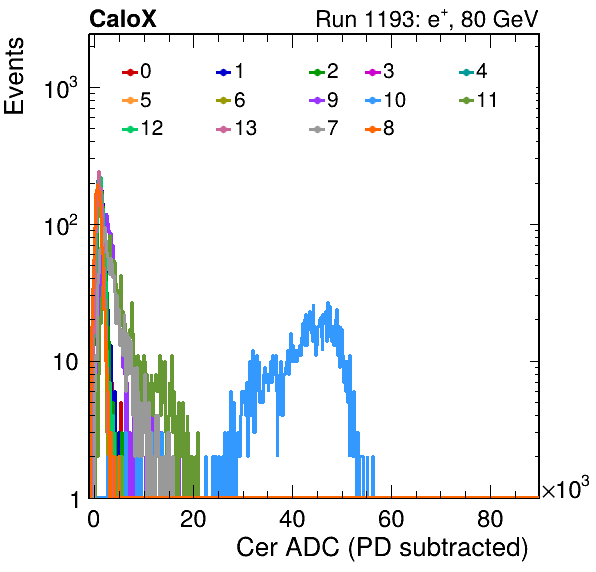 CaloX Run 1193: e⁺, 80 GeV
Events
0 1 2 3 4
5 6 9 10 11
12 13 7 8
10³
10²
10
1
0 20 40 60 80 ×10³
Cer ADC (PD subtracted)